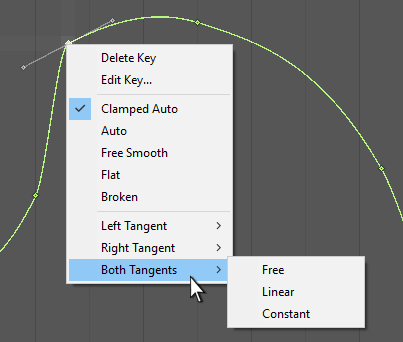 Delete Key
Edit Key...
Clamped Auto
Auto
Free Smooth
Flat
Broken
Left Tangent
Right Tangent
Both Tangents
Free
Linear
Constant